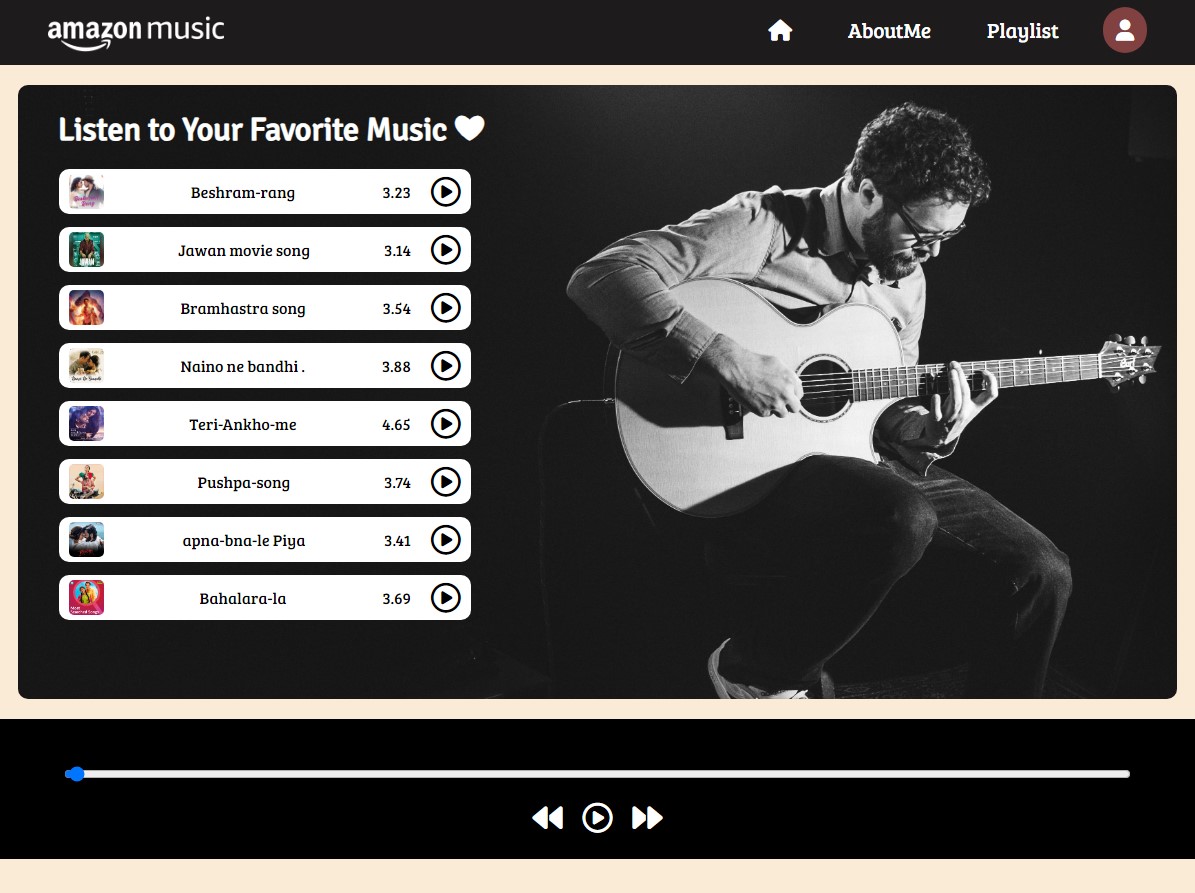 amazon music
AboutMe
Playlist
Listen to Your Favorite Music
Beshram-rang 3.23
Jawan movie song 3.14
Bramhastra song 3.54
Naino ne bandhi . 3.88
Teri-Ankho-me 4.65
Pushpa-song 3.74
apna-bna-le Piya 3.41
Bahalara-la 3.69